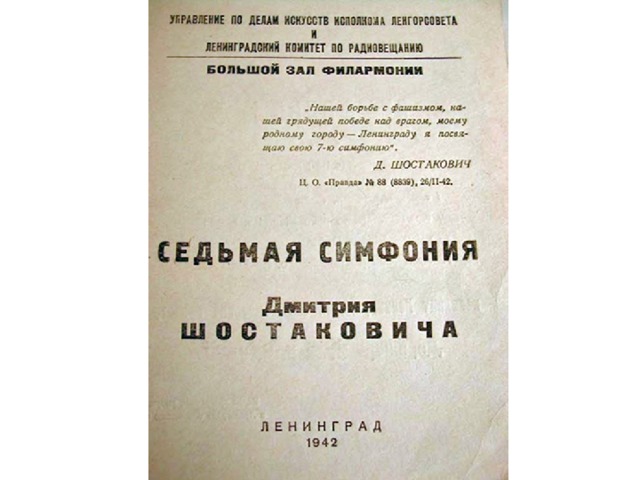 УПРАВЛЕНИЕ ПО ДЕЛАМ ИСКУССТВ ИСПОЛКОМА ЛЕНГОРСОВЕТА
И
ЛЕНИНГРАДСКИЙ КОМИТЕТ ПО РАДИОВЕЩАНИЮ
БОЛЬШОЙ ЗАЛ ФИЛАРМОНИИ
„Нашей борьбе с фашизмом, на-
шей грядущей победе над врагом, моему
родному городу — Ленинграду я посвя-
щаю свою 7-ю симфонию“.
Д. ШОСТАКОВИЧ
Ц. О. «Правда» № 88 (8839), 26/II-42.
СЕДЬМАЯ СИМФОНИЯ
Дмитрия
ШОСТАКОВИЧА
ЛЕНИНГРАД
1942